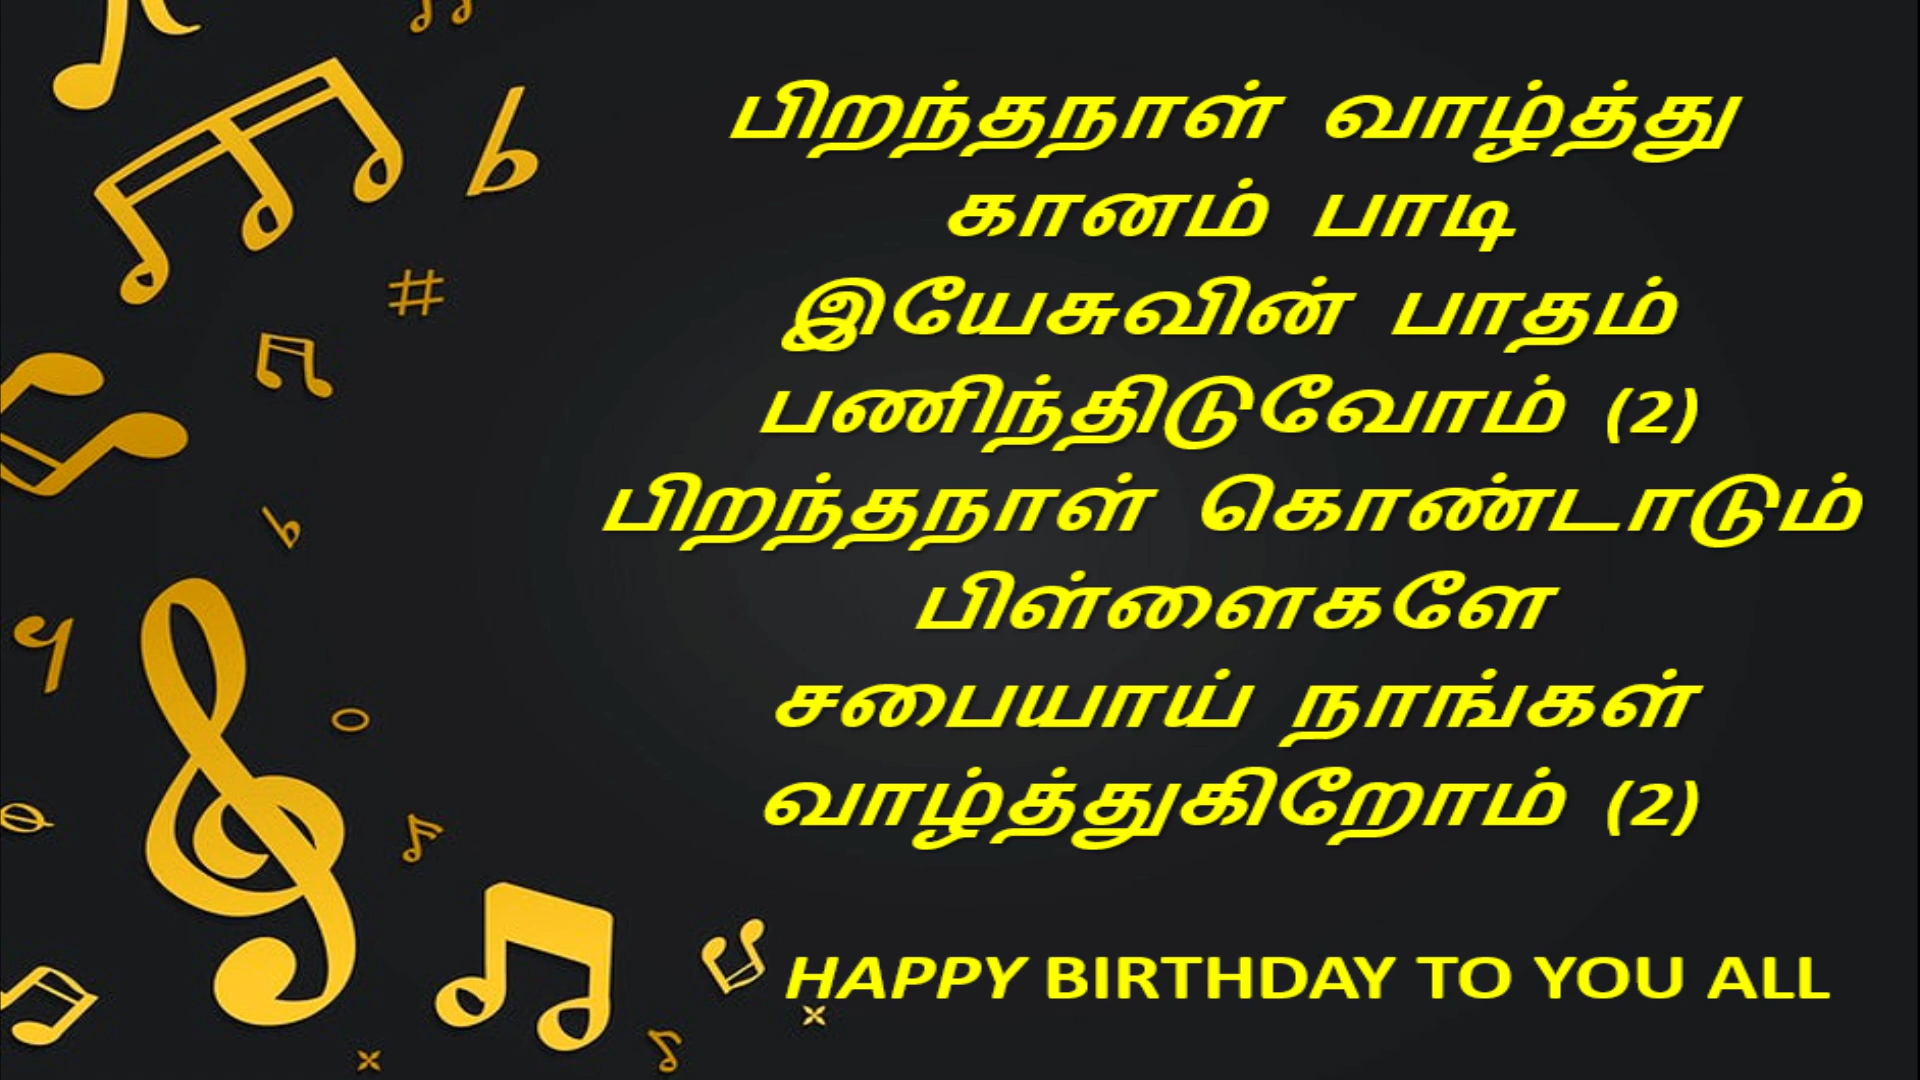 பிறந்தநாள் வாழ்த்து
கானம் பாடி
இயேசுவின் பாதம்
பணிந்திடுவோம் (2)
பிறந்தநாள் கொண்டாடும்
பிள்ளைகளே
சபையாய் நாங்கள்
வாழ்த்துகிறோம் (2)
HAPPY BIRTHDAY TO YOU ALL